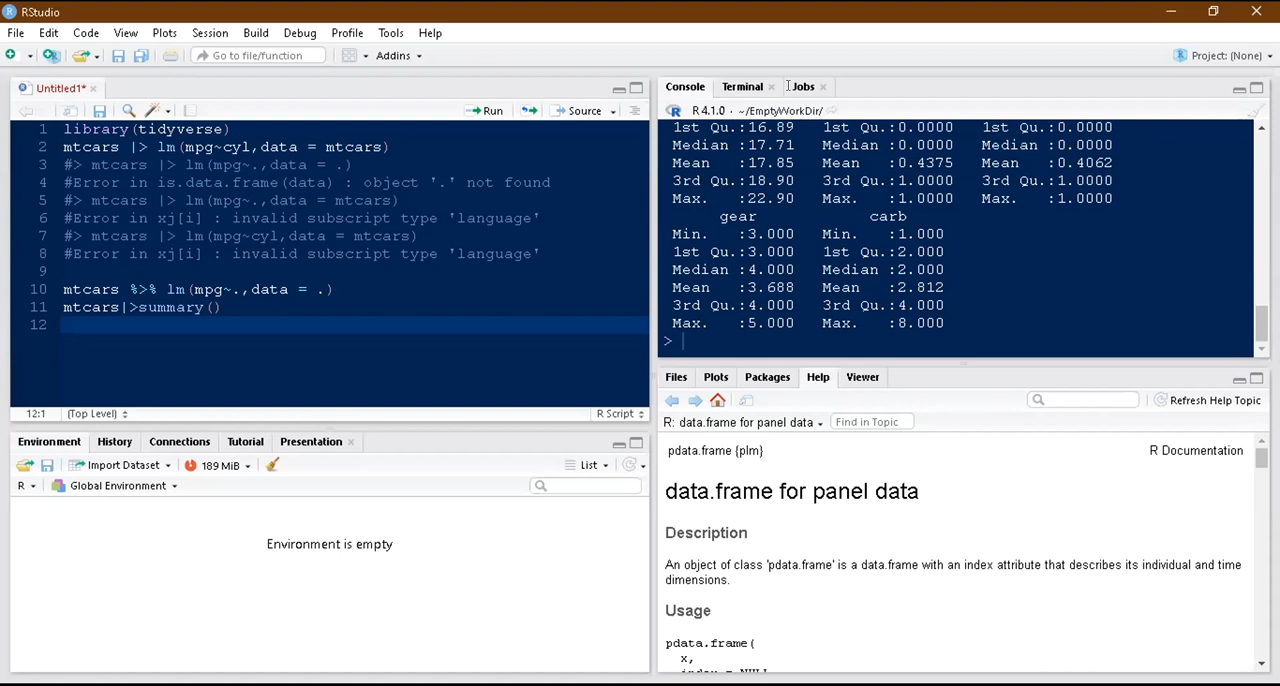 RStudio
File Edit Code View Plots Session Build Debug Profile Tools Help
Go to file/function Addins Project: (None)
Untitled1*
Run Source
1 library(tidyverse)
2 mtcars |> lm(mpg~cyl,data = mtcars)
3 #> mtcars |> lm(mpg~.,data = .)
4 #Error in is.data.frame(data) : object '.' not found
5 #> mtcars |> lm(mpg~.,data = mtcars)
6 #Error in xj[i] : invalid subscript type 'language'
7 #> mtcars |> lm(mpg~cyl,data = mtcars)
8 #Error in xj[i] : invalid subscript type 'language'
9
10 mtcars %>% lm(mpg~.,data = .)
11 mtcars|>summary()
12
12:1 (Top Level) R Script
Environment History Connections Tutorial Presentation
Import Dataset 189 MiB List
R Global Environment
Environment is empty
Console Terminal Jobs
R 4.1.0 · ~/EmptyWorkDir/
1st Qu.:16.89 1st Qu.:0.0000 1st Qu.:0.0000
Median :17.71 Median :0.0000 Median :0.0000
Mean :17.85 Mean :0.4375 Mean :0.4062
3rd Qu.:18.90 3rd Qu.:1.0000 3rd Qu.:1.0000
Max. :22.90 Max. :1.0000 Max. :1.0000
gear carb
Min. :3.000 Min. :1.000
1st Qu.:3.000 1st Qu.:2.000
Median :4.000 Median :2.000
Mean :3.688 Mean :2.812
3rd Qu.:4.000 3rd Qu.:4.000
Max. :5.000 Max. :8.000
>
Files Plots Packages Help Viewer
Refresh Help Topic
R: data.frame for panel data Find in Topic
pdata.frame {plm} R Documentation
data.frame for panel data
Description
An object of class 'pdata.frame' is a data.frame with an index attribute that describes its individual and time
dimensions.
Usage
pdata.frame(
x,
index = NULL